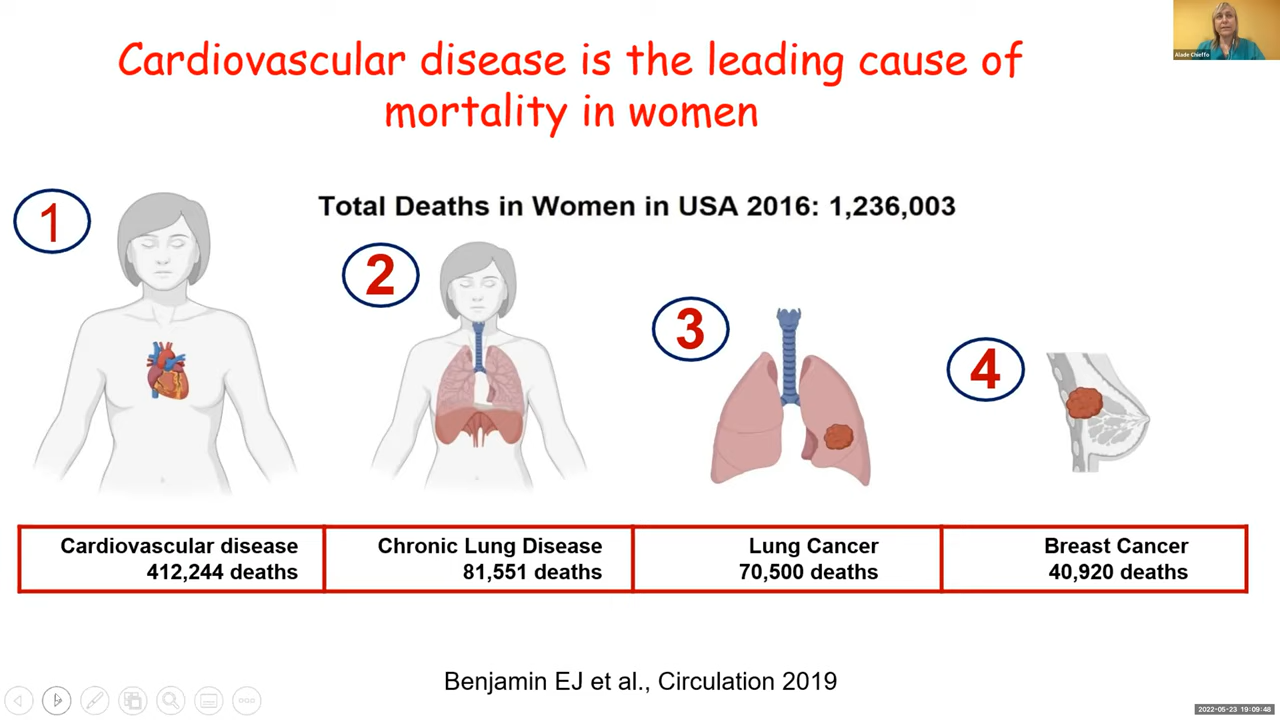 Cardiovascular disease is the leading cause of
mortality in women
Alade Chieffo
Total Deaths in Women in USA 2016: 1,236,003
1
2
3
4
Cardiovascular disease
412,244 deaths
Chronic Lung Disease
81,551 deaths
Lung Cancer
70,500 deaths
Breast Cancer
40,920 deaths
Benjamin EJ et al., Circulation 2019
2022-05-23 19:09:48